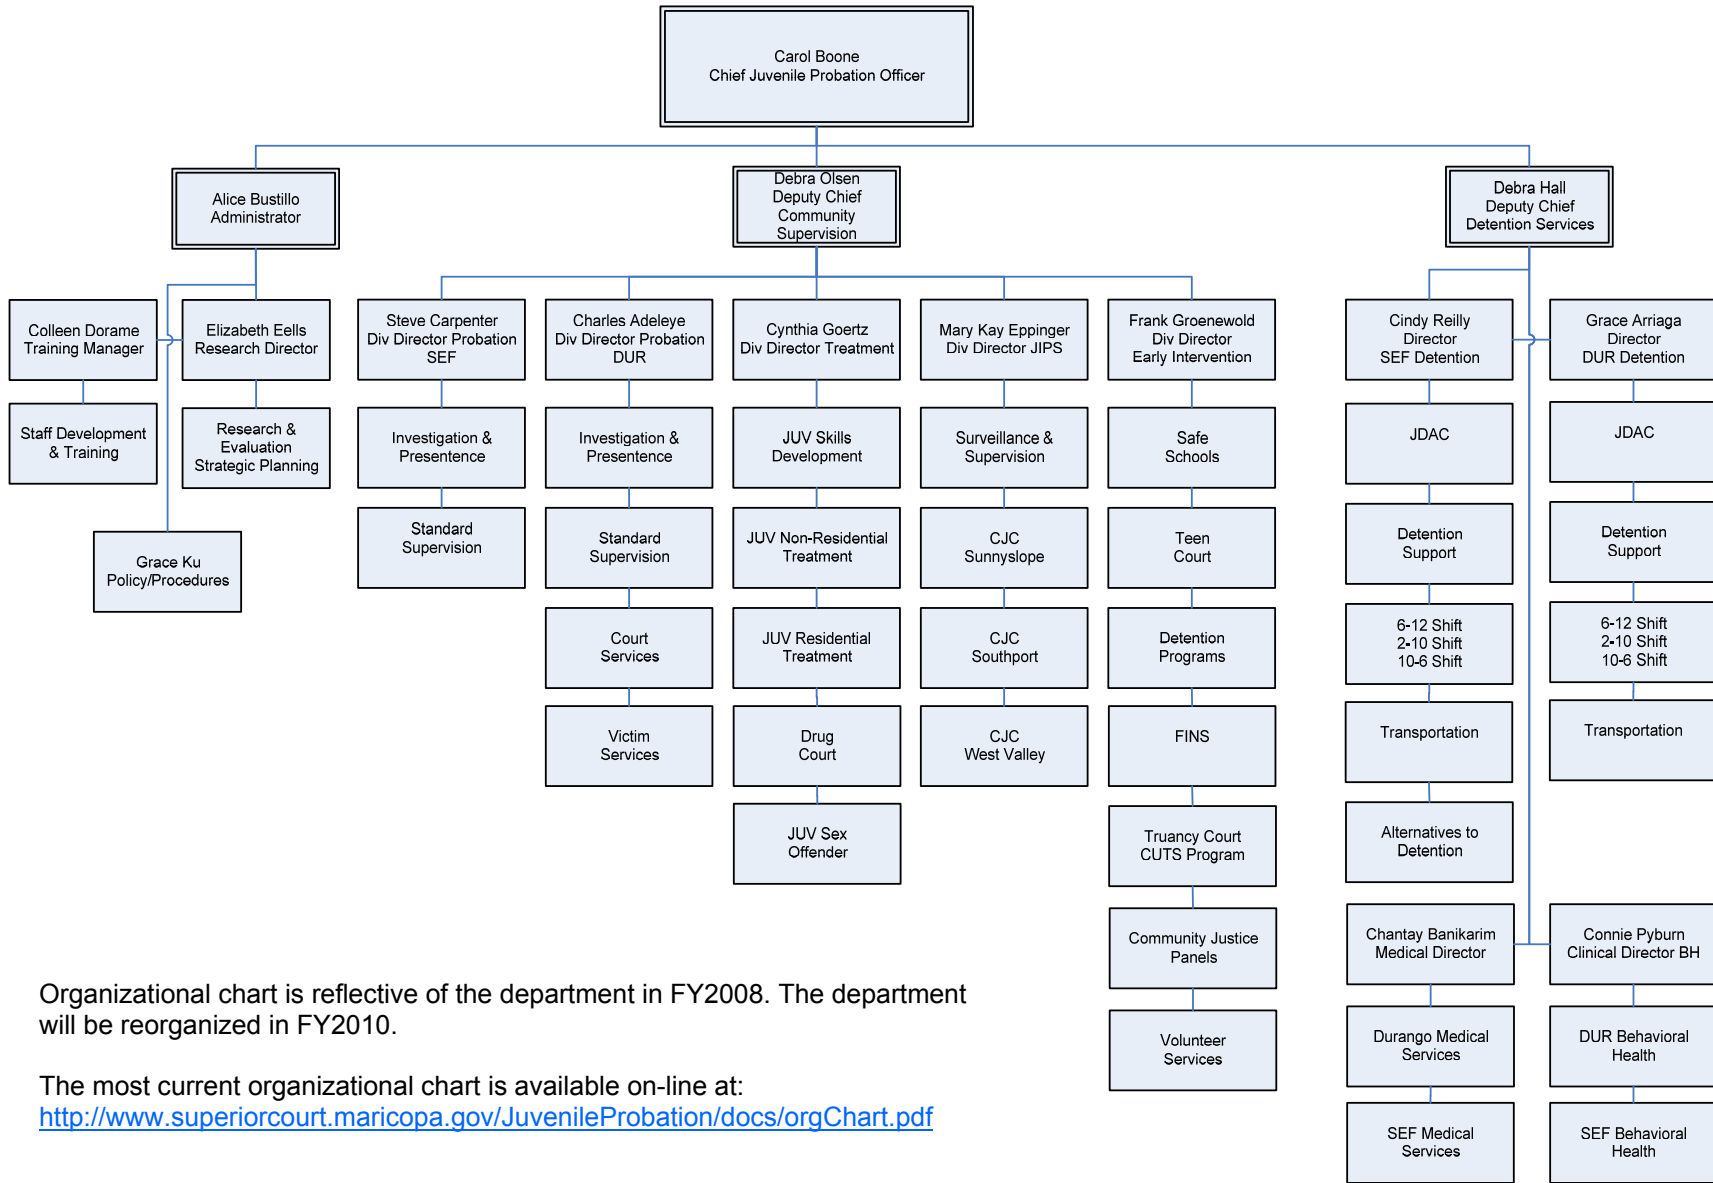 Carol Boone
Chief Juvenile Probation Officer
Alice Bustillo
Administrator
Debra Olsen
Deputy Chief
Community
Supervision
Debra Hall
Deputy Chief
Detention Services
Colleen Dorame
Training Manager
Elizabeth Eells
Research Director
Steve Carpenter
Div Director Probation
SEF
Charles Adeleye
Div Director Probation
DUR
Cynthia Goertz
Div Director Treatment
Mary Kay Eppinger
Div Director JIPS
Frank Groenewold
Div Director
Early Intervention
Cindy Reilly
Director
SEF Detention
Grace Arriaga
Director
DUR Detention
Staff Development
& Training
Research &
Evaluation
Strategic Planning
Investigation &
Presentence
Investigation &
Presentence
JUV Skills
Development
Surveillance &
Supervision
Safe
Schools
JDAC
JDAC
Grace Ku
Policy/Procedures
Standard
Supervision
Standard
Supervision
JUV Non-Residential
Treatment
CJC
Sunnyslope
Teen
Court
Detention
Support
Detention
Support
Court
Services
JUV Residential
Treatment
CJC
Southport
Detention
Programs
6-12 Shift
2-10 Shift
10-6 Shift
6-12 Shift
2-10 Shift
10-6 Shift
Victim
Services
Drug
Court
CJC
West Valley
FINS
Transportation
Transportation
JUV Sex
Offender
Truancy Court
CUTS Program
Alternatives to
Detention
Community Justice
Panels
Chantay Banikarim
Medical Director
Connie Pyburn
Clinical Director BH
Volunteer
Services
Durango Medical
Services
DUR Behavioral
Health
SEF Medical
Services
SEF Behavioral
Health
Organizational chart is reflective of the department in FY2008. The department
will be reorganized in FY2010.
The most current organizational chart is available on-line at:
http://www.superiorcourt.maricopa.gov/JuvenileProbation/docs/orgChart.pdf